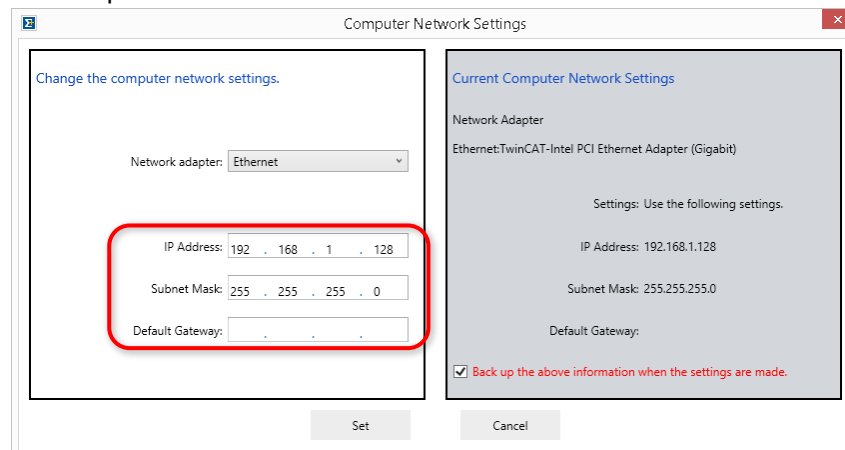 Computer Network Settings
Change the computer network settings.
Network adapter: Ethernet
IP Address: 192 . 168 . 1 . 128
Subnet Mask: 255 . 255 . 255 . 0
Default Gateway: . . .
Current Computer Network Settings
Network Adapter
Ethernet:TwinCAT-Intel PCI Ethernet Adapter (Gigabit)
Settings: Use the following settings.
IP Address: 192.168.1.128
Subnet Mask: 255.255.255.0
Default Gateway:
Back up the above information when the settings are made.
Set
Cancel